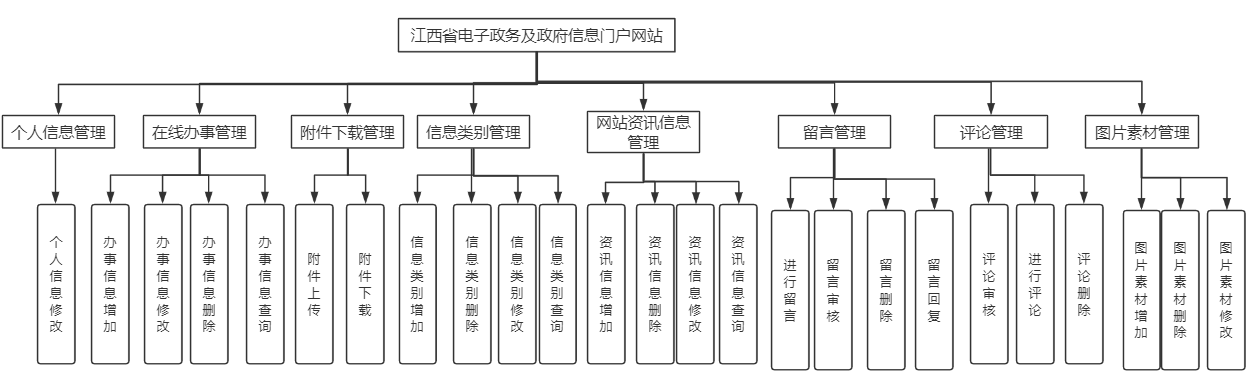 江西省电子政务及政府信息门户网站
个人信息管理
在线办事管理
附件下载管理
信息类别管理
网站资讯信息
管理
留言管理
评论管理
图片素材管理
个人信息修改
办事信息增加
办事信息修改
办事信息删除
办事信息查询
附件上传
附件下载
信息类别增加
信息类别删除
信息类别修改
信息类别查询
资讯信息增加
资讯信息删除
资讯信息修改
资讯信息查询
进行留言
留言审核
留言删除
留言回复
评论审核
进行评论
评论删除
图片素材增加
图片素材删除
图片素材修改